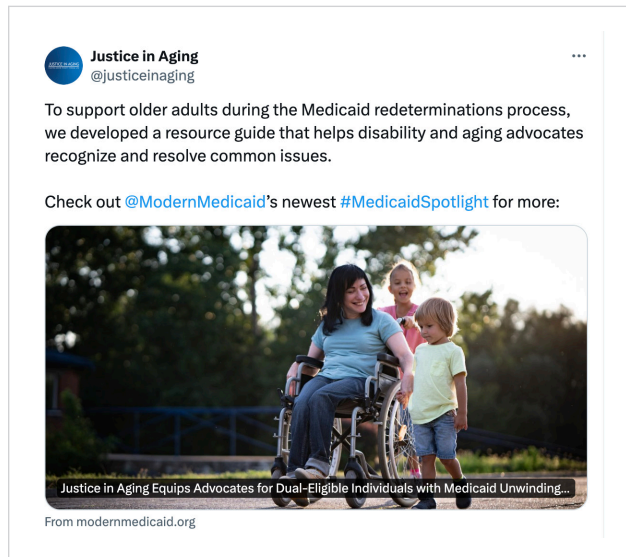 Justice in Aging
@justiceinaging
To support older adults during the Medicaid redeterminations process,
we developed a resource guide that helps disability and aging advocates
recognize and resolve common issues.
Check out @ModernMedicaid's newest #MedicaidSpotlight for more:
Justice in Aging Equips Advocates for Dual-Eligible Individuals with Medicaid Unwinding...
From modernmedicaid.org